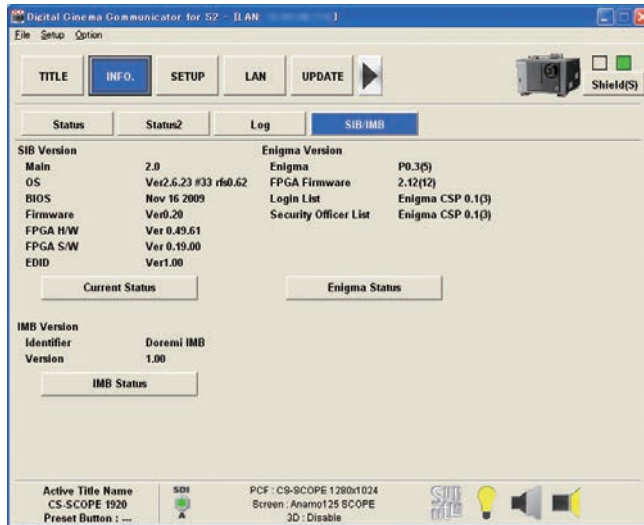 Digital Cinema Communicator for S2 - [LAN: ]
File Setup Option
TITLE INFO. SETUP LAN UPDATE Shield(S)
Status Status2 Log SIB/IMB
SIB Version Enigma Version
Main 2.0 Enigma P0.3(5)
OS Ver2.6.23 #33 rfs0.62 FPGA Firmware 2.12(12)
BIOS Nov 16 2009 Login List Enigma CSP 0.1(3)
Firmware Ver0.20 Security Officer List Enigma CSP 0.1(3)
FPGA H/W Ver 0.49.61
FPGA S/W Ver 0.19.00
EDID Ver1.00
Current Status Enigma Status
IMB Version
Identifier Doremi IMB
Version 1.00
IMB Status
Active Title Name SDI PCF : CS-SCOPE 1280x1024
CS-SCOPE 1920 Screen : Anamo125 SCOPE
Preset Button : --- A 3D : Disable